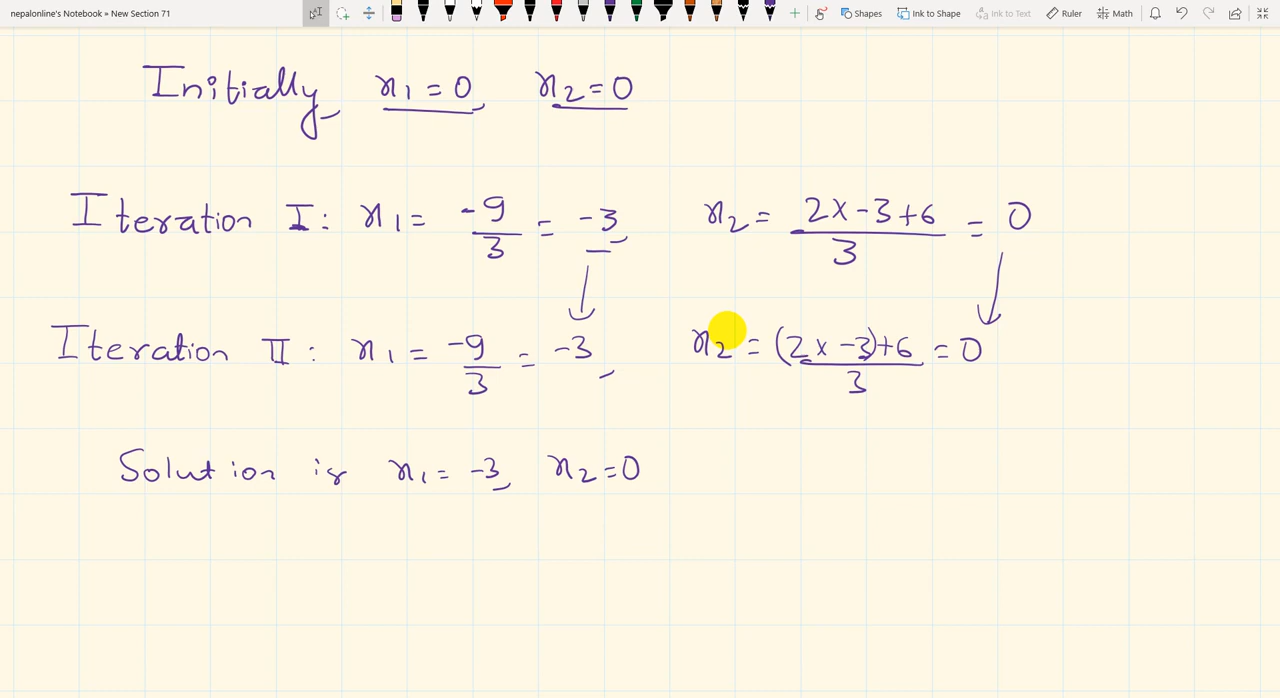 nepalonline's Notebook » New Section 71
Shapes Ink to Shape Ink to Text Ruler Math
Initially x₁=0 x₂=0
Iteration I: x₁= -9/3 = -3 x₂= 2x-3+6/3 = 0
Iteration II: x₁ = -9/3 = -3 x₂ = (2x-3)+6/3 = 0
Solution is x₁= -3, x₂=0